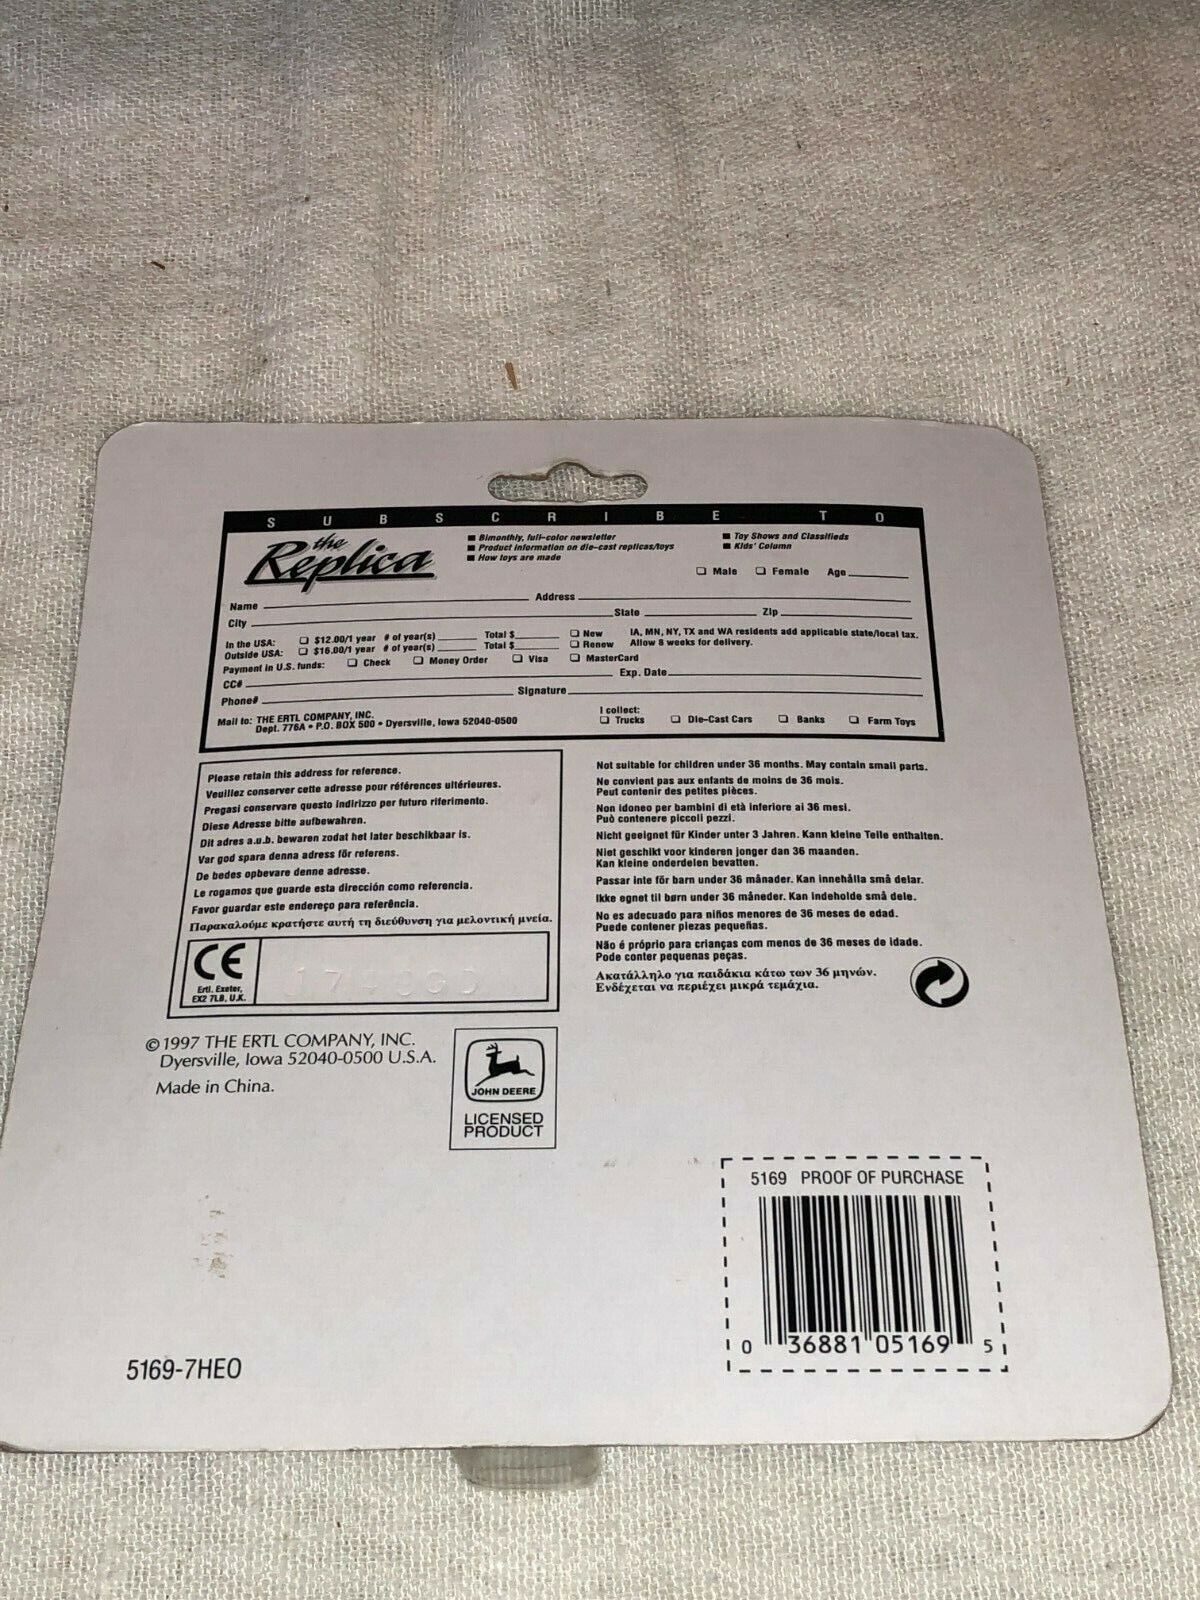 SUBSCRIBE TO
the Replica
■ Bimonthly, full-color newsletter
■ Product information on die-cast replicas/toys
■ How toys are made
■ Toy Shows and Classifieds
■ Kids' Column
❏ Male ❏ Female Age
Name Address
City State Zip
In the USA: ❏ $12.00/1 year # of year(s) Total $ ❏ New
Outside USA: ❏ $16.00/1 year # of year(s) Total $ ❏ Renew
IA, MN, NY, TX and WA residents add applicable state/local tax.
Allow 8 weeks for delivery.
Payment in U.S. funds: ❏ Check ❏ Money Order ❏ Visa ❏ MasterCard
CC# Exp. Date
Phone# Signature
Mail to: THE ERTL COMPANY, INC.
Dept. 776A • P.O. BOX 500 • Dyersville, Iowa 52040-0500
I collect:
❏ Trucks ❏ Die-Cast Cars ❏ Banks ❏ Farm Toys
Please retain this address for reference.
Veuillez conserver cette adresse pour références ultérieures.
Pregasi conservare questo indirizzo per futuro riferimento.
Diese Adresse bitte aufbewahren.
Dit adres a.u.b. bewaren zodat het later beschikbaar is.
Var god spara denna adress för referens.
De bedes opbevare denne adresse.
Le rogamos que guarde esta dirección como referencia.
Favor guardar este endereço para referência.
Παρακαλούμε κρατήστε αυτή τη διεύθυνση για μελοντική μνεία.
CE
Ertl. Exeter,
EX2 7LB, U.K.
Not suitable for children under 36 months. May contain small parts.
Ne convient pas aux enfants de moins de 36 mois.
Peut contenir des petites pièces.
Non idoneo per bambini di età inferiore ai 36 mesi.
Può contenere piccoli pezzi.
Nicht geeignet für Kinder unter 3 Jahren. Kann kleine Teile enthalten.
Niet geschikt voor kinderen jonger dan 36 maanden.
Kan kleine onderdelen bevatten.
Passar inte för barn under 36 månader. Kan innehålla små delar.
Ikke egnet til børn under 36 måneder. Kan indeholde små dele.
No es adecuado para niños menores de 36 meses de edad.
Puede contener piezas pequeñas.
Não é próprio para crianças com menos de 36 meses de idade.
Pode conter pequenas peças.
Ακατάλληλο για παιδάκια κάτω των 36 μηνών.
Ενδέχεται να περιέχει μικρά τεμάχια.
©1997 THE ERTL COMPANY, INC.
Dyersville, Iowa 52040-0500 U.S.A.
Made in China.
JOHN DEERE
LICENSED
PRODUCT
5169 PROOF OF PURCHASE
0 36881 05169 5
5169-7HEO